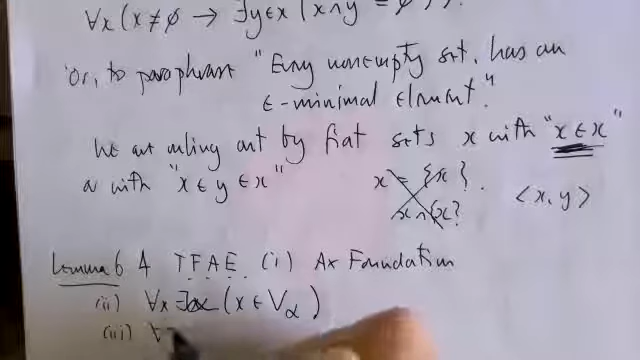 ∀x(x≠∅ → ∃y∈x (x∩y = ∅)).
or, to paraphrase "Every nonempty set, has an
∈-minimal element."
We are ruling out by fiat sets x with "x∈x"
or with "x∈y∈x"
x = {x}.
x∩{x}
<x,y>
Lemma 6.4 TFAE (i) Ax Foundation
(ii) ∀x∃α(x∈V_α)
(iii) ∀